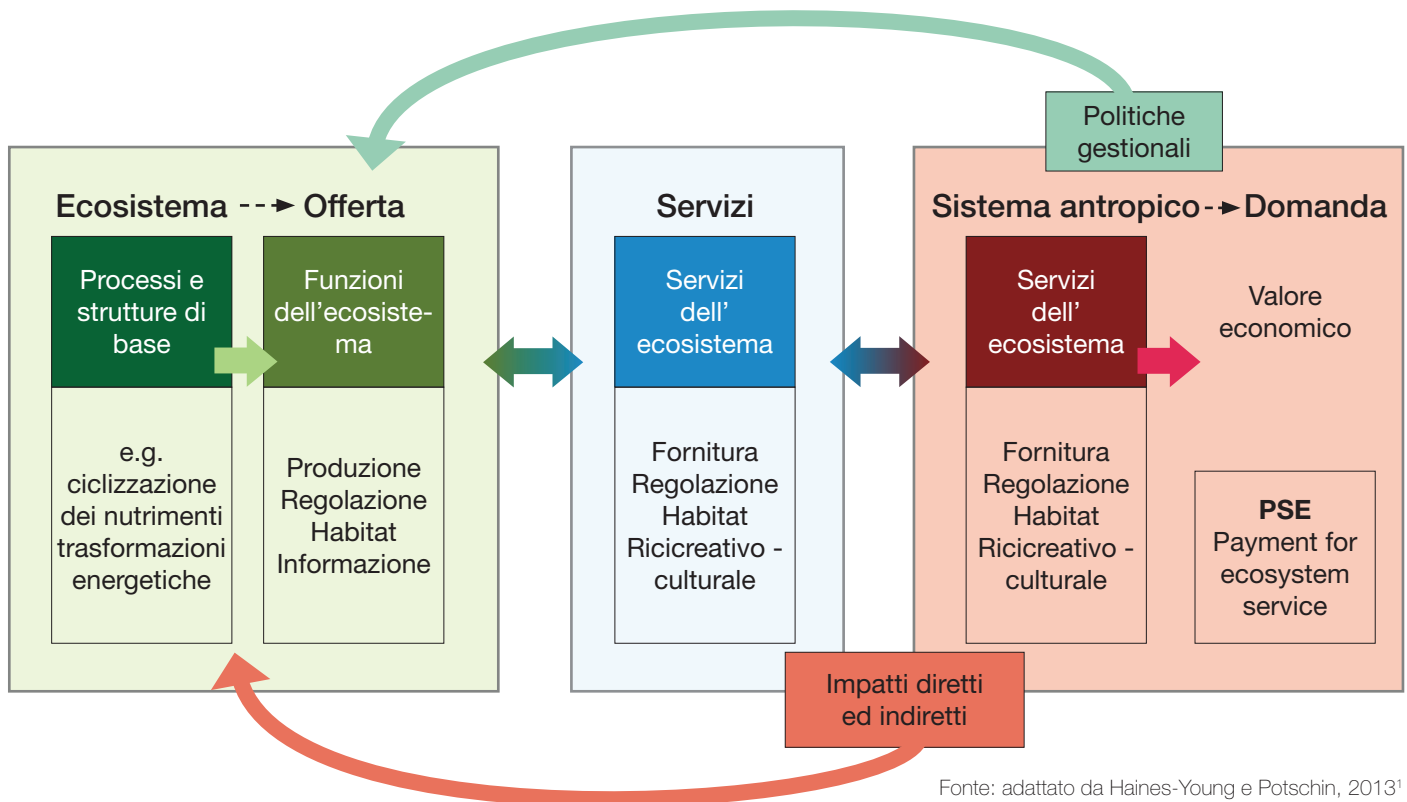 Politiche
gestionali
Ecosistema
Offerta
Processi e
strutture di
base
Funzioni
dell'ecosiste-
ma
e.g.
ciclizzazione
dei nutrimenti
trasformazioni
energetiche
Produzione
Regolazione
Habitat
Informazione
Servizi
Servizi
dell'
ecosistema
Fornitura
Regolazione
Habitat
Ricicreativo -
culturale
Sistema antropico
Domanda
Servizi
dell'
ecosistema
Fornitura
Regolazione
Habitat
Ricicreativo -
culturale
Valore
economico
PSE
Payment for
ecosystem
service
Impatti diretti
ed indiretti
Fonte: adattato da Haines-Young e Potschin, 2013¹